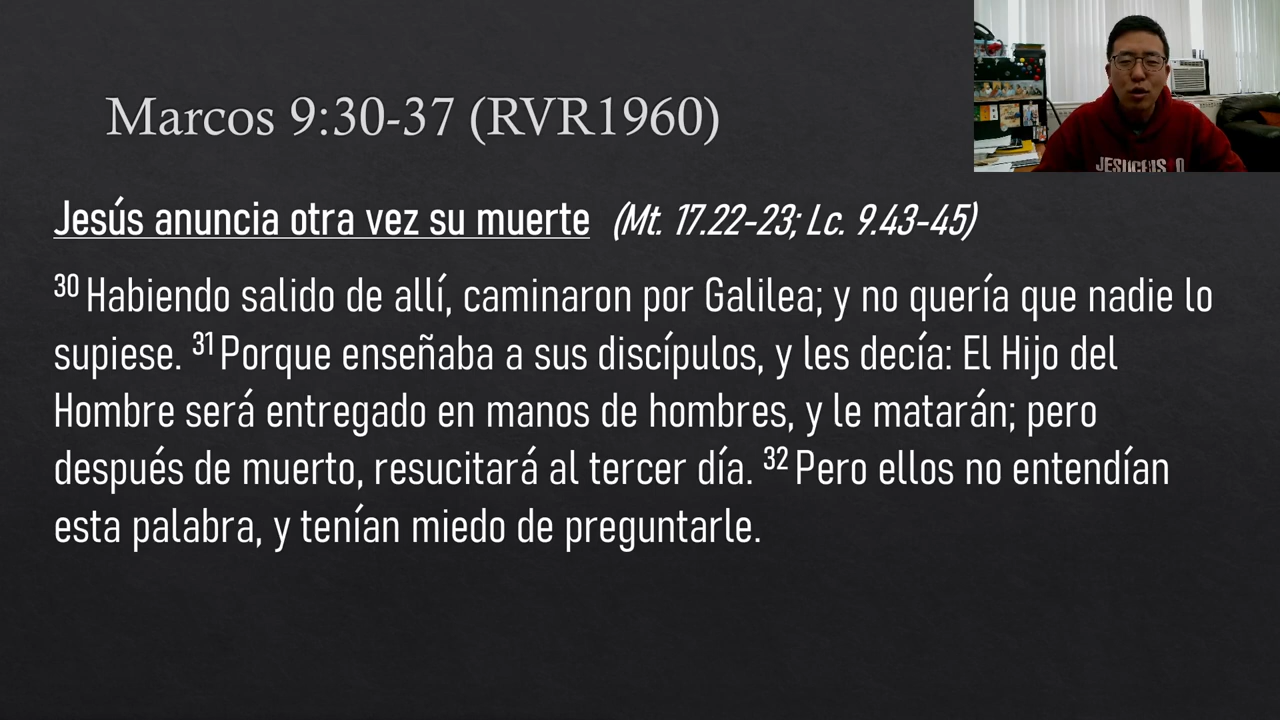 Marcos 9:30-37 (RVR1960)
Jesús anuncia otra vez su muerte (Mt. 17.22-23; Lc. 9.43-45)
30 Habiendo salido de allí, caminaron por Galilea; y no quería que nadie lo
supiese. 31 Porque enseñaba a sus discípulos, y les decía: El Hijo del
Hombre será entregado en manos de hombres, y le matarán; pero
después de muerto, resucitará al tercer día. 32 Pero ellos no entendían
esta palabra, y tenían miedo de preguntarle.